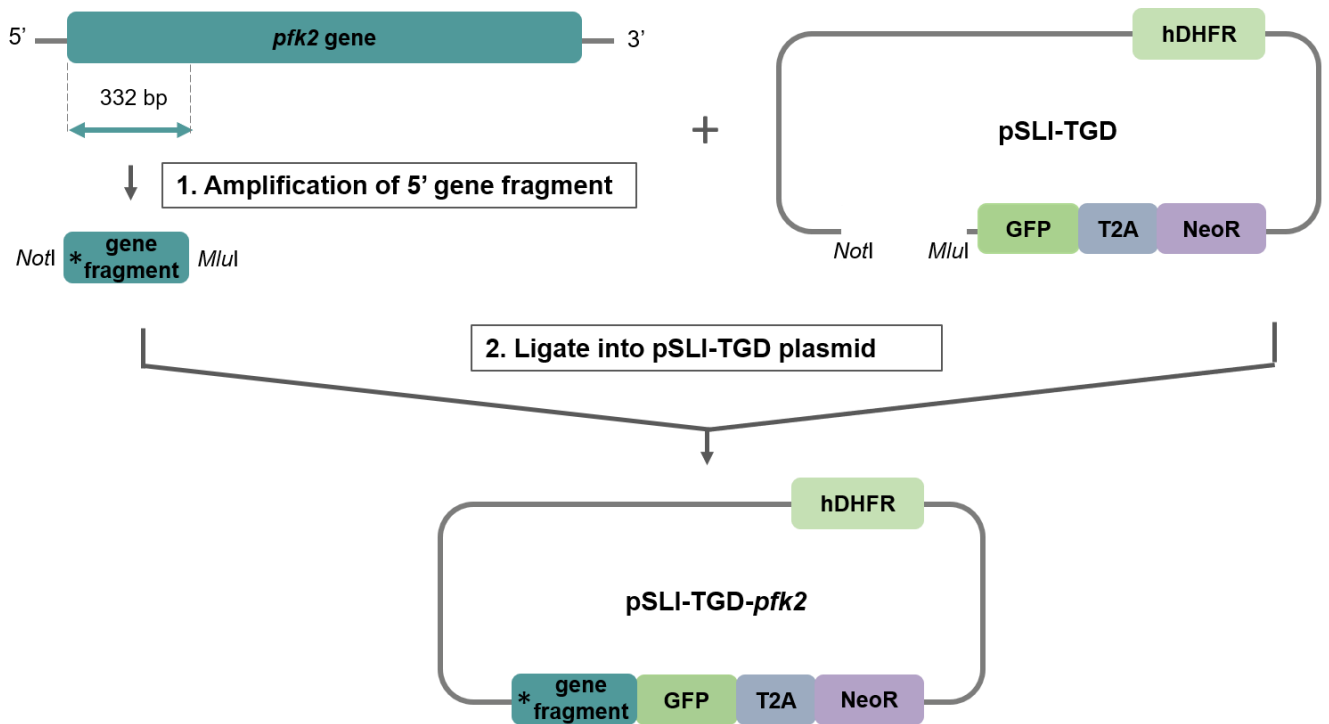 5’ pfk2 gene 3’
332 bp
1. Amplification of 5’ gene fragment
NotI * gene fragment MluI
+
hDHFR
pSLI-TGD
NotI MluI GFP T2A NeoR
2. Ligate into pSLI-TGD plasmid
hDHFR
pSLI-TGD-pfk2
* gene fragment GFP T2A NeoR